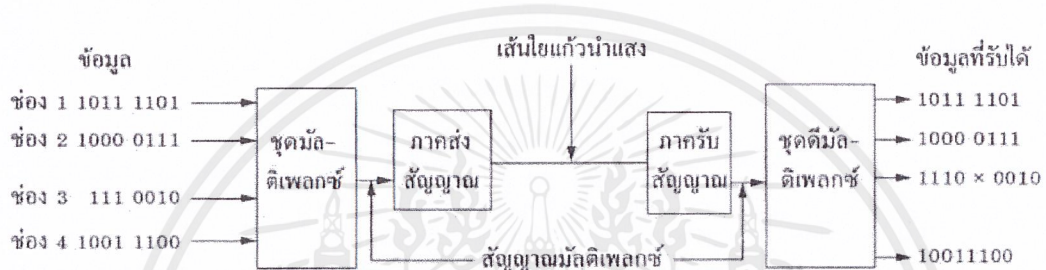 เส้นใยแก้วนำแสง
ข้อมูล
ข้อมูลที่รับได้
ช่อง 1 1011 1101
ช่อง 2 1000 0111
ช่อง 3 111 0010
ช่อง 4 1001 1100
ชุดมัล-
ติเพลกซ์
ภาคส่ง
สัญญาณ
ภาครับ
สัญญาณ
ชุดดีมัล-
ติเพลกซ์
1011 1101
1000 0111
1110 × 0010
10011100
สัญญาณมัลติเพลกซ์